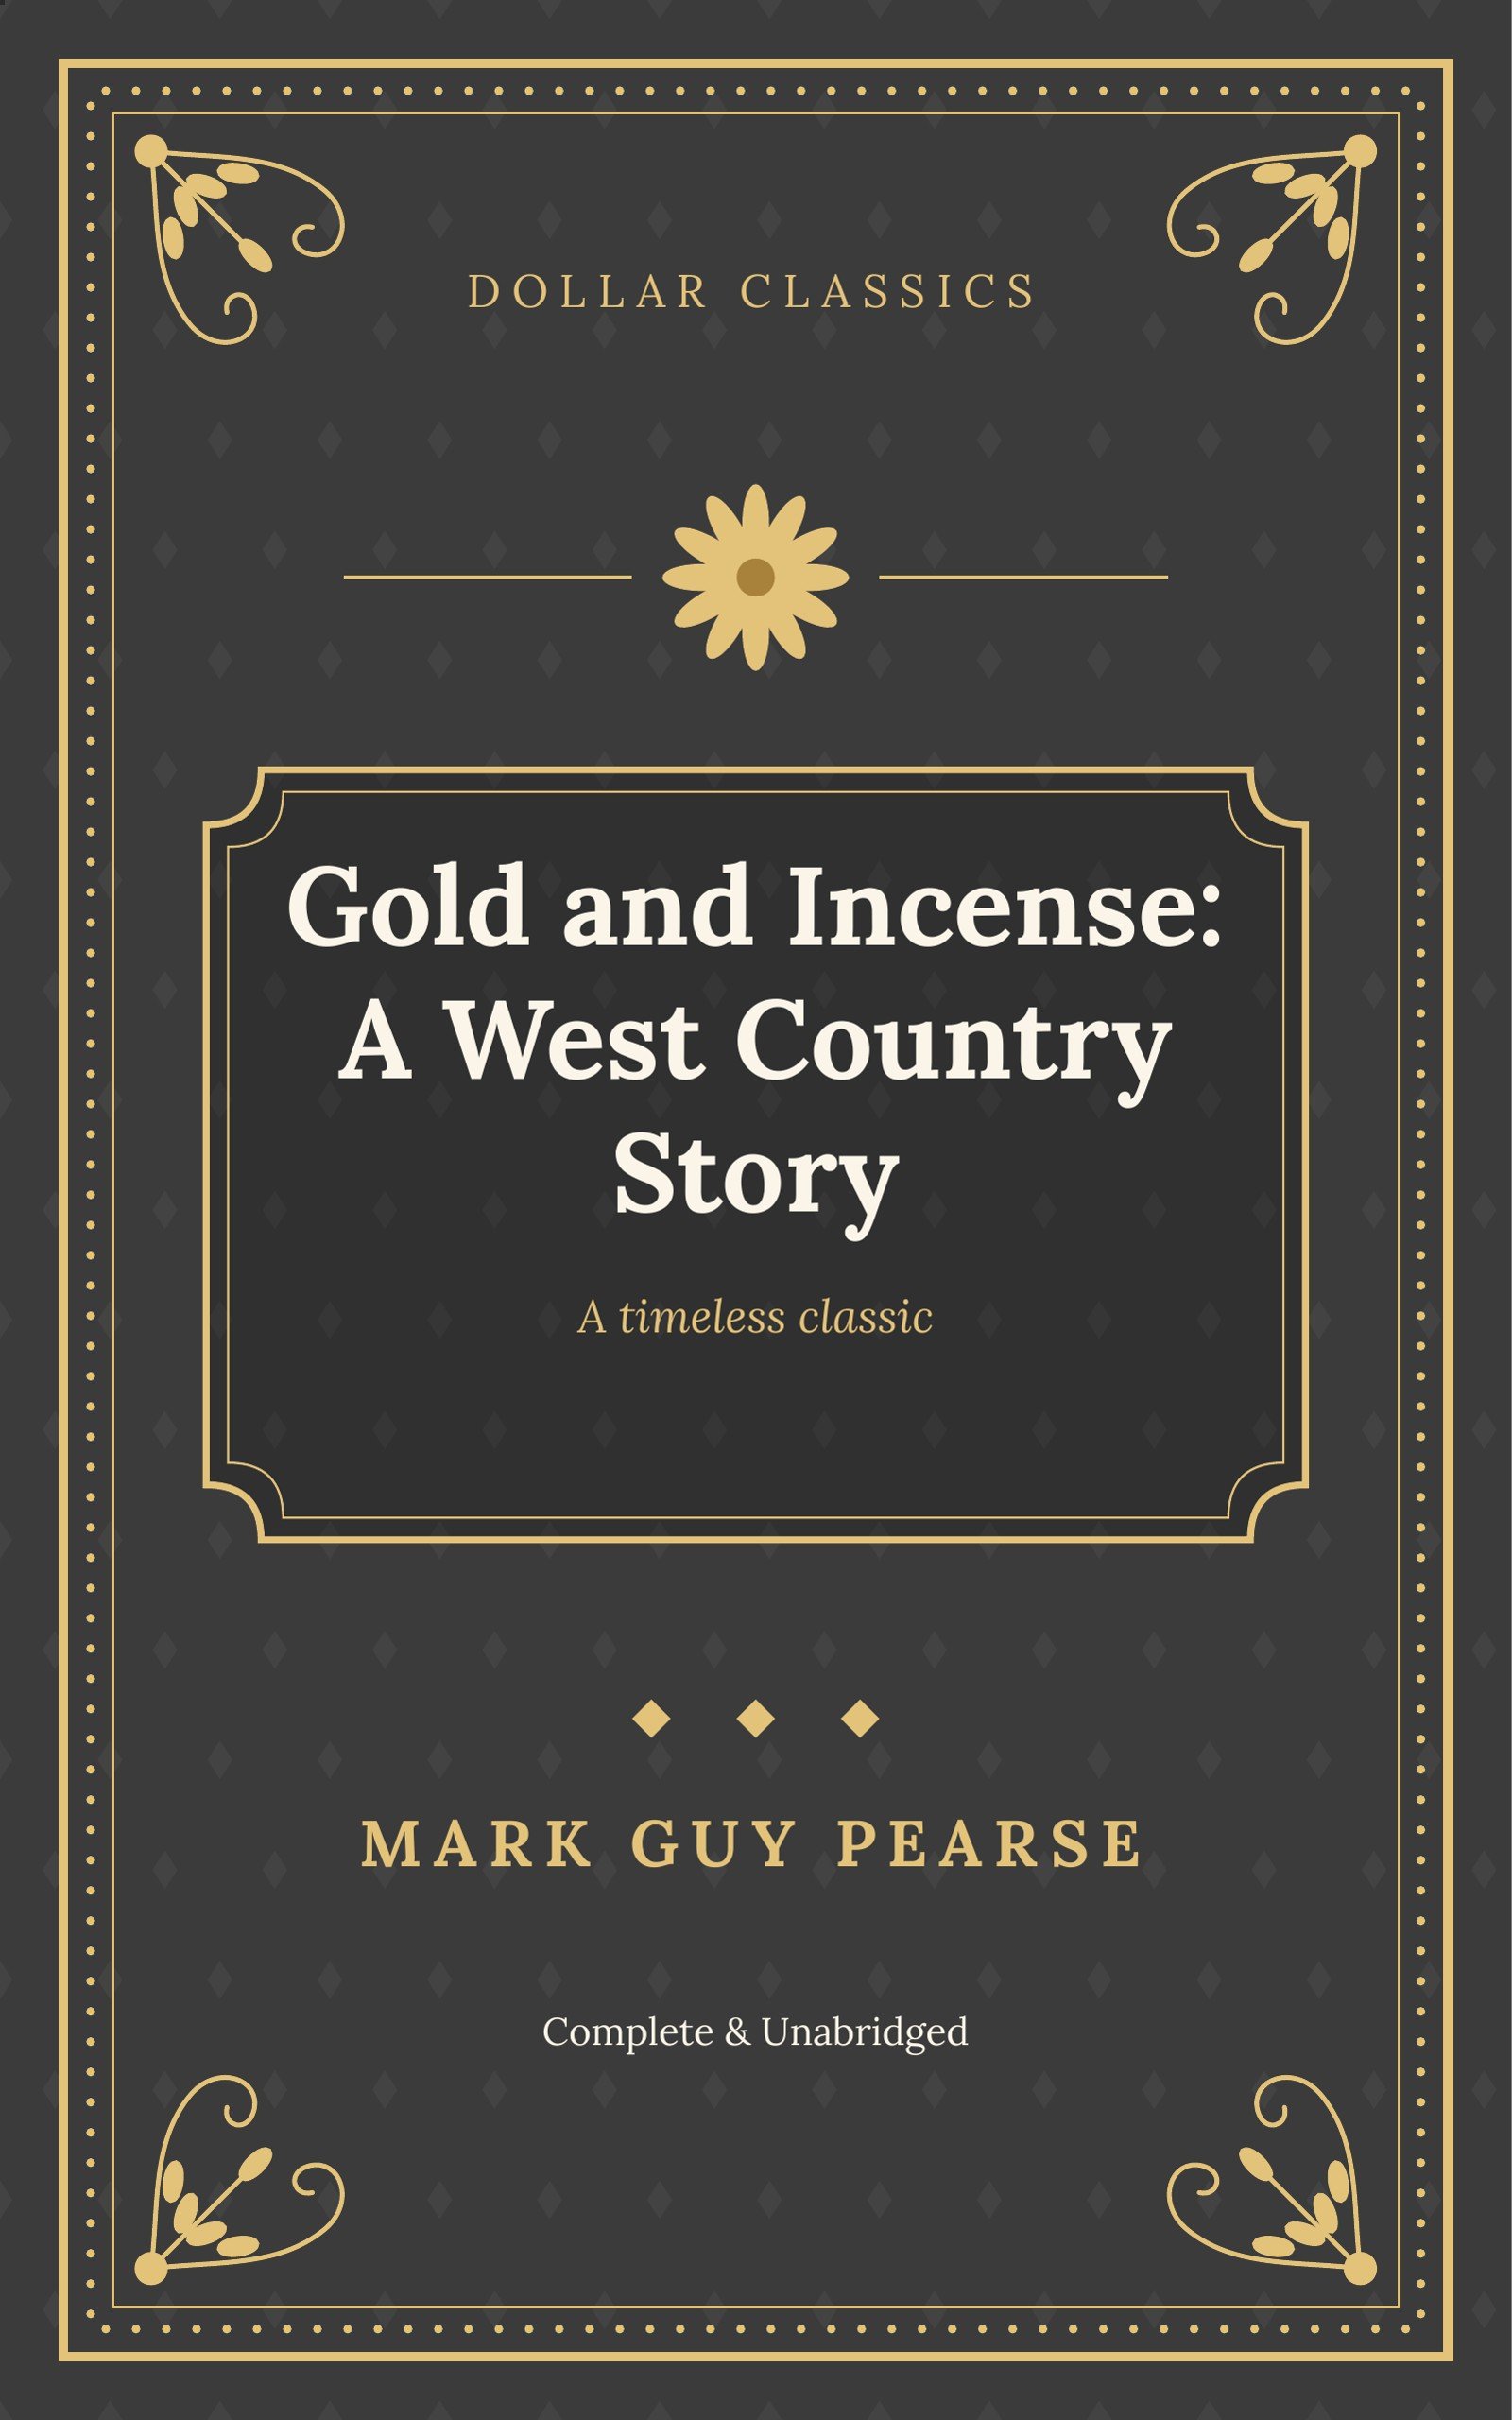 DOLLAR CLASSICS
Gold and Incense:
A West Country
Story
A timeless classic
MARK GUY PEARSE
Complete & Unabridged